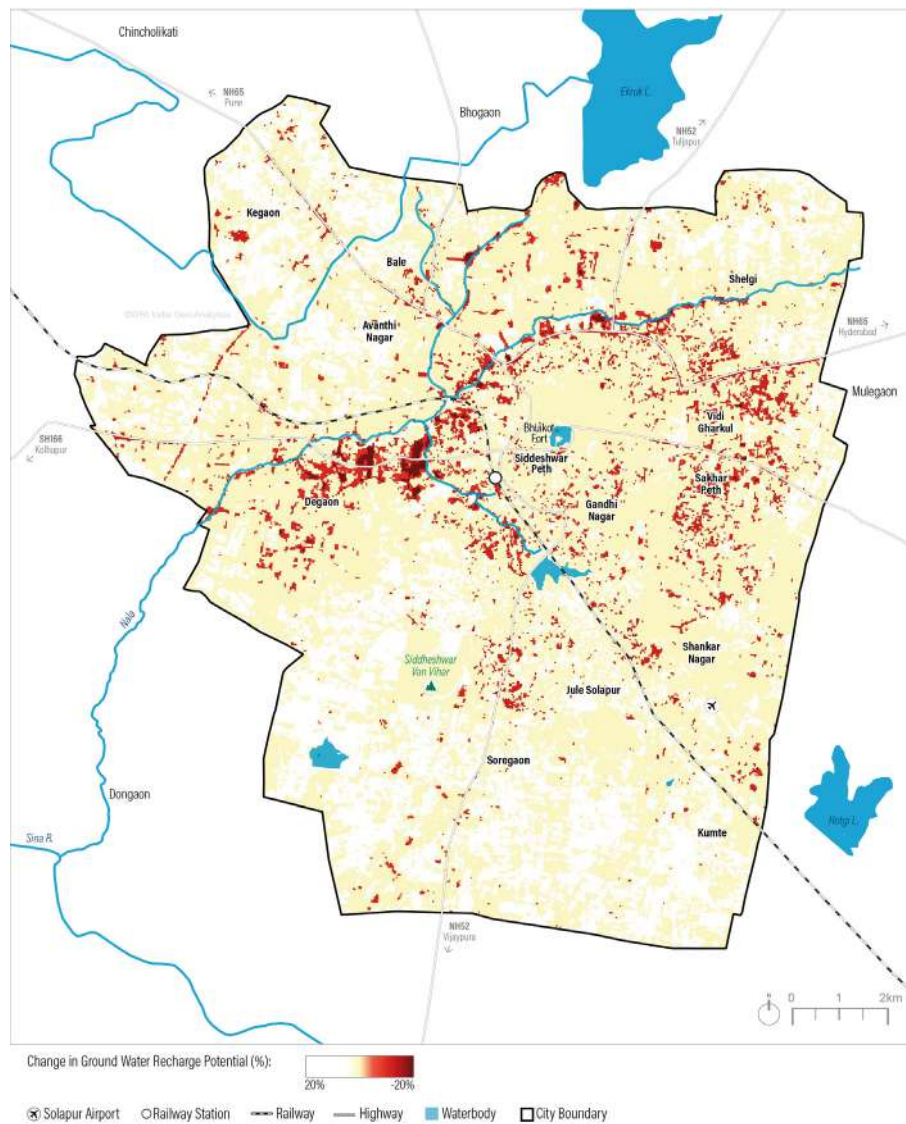 Chincholikati
NH65
Pune
Bhogaon
Ekruk L.
NH52
Tuljapur
Kegaon
Bale
Shelgi
Avanthi
Nagar
NH65
Hyderabad
Mulegaon
Vidi
Gharkul
SH166
Kolhapur
Bhuikot
Fort
Siddeshwar
Peth
Sakhar
Peth
Degaon
Gandhi
Nagar
Nala
Siddheshwar
Van Vihar
Shankar
Nagar
Jule Solapur
Soregaon
Dongaon
Hotgi L.
Sina R.
Kumte
NH52
Vijaypura
N
0 1 2km
Change in Ground Water Recharge Potential (%):
20% -20%
Solapur Airport Railway Station Railway Highway Waterbody City Boundary